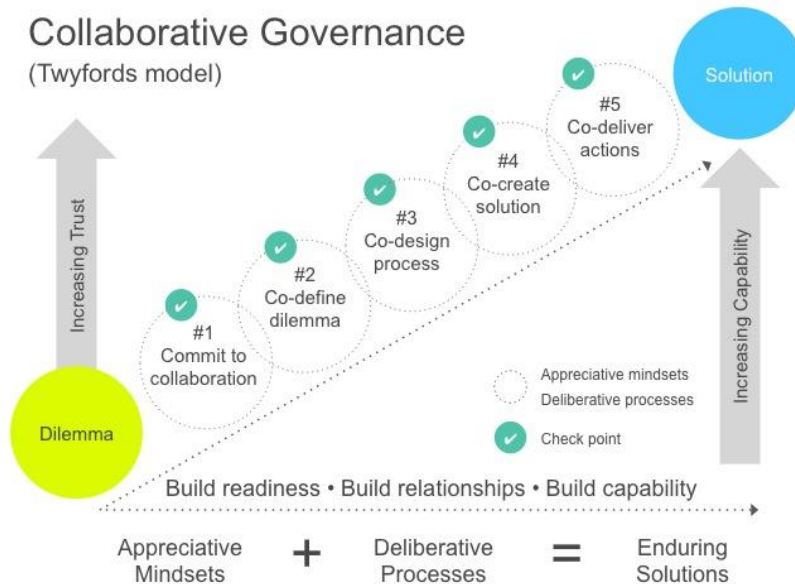 Collaborative Governance
(Twyfords model)
Solution
#5
Co-deliver
actions
#4
Co-create
solution
#3
Co-design
process
#2
Co-define
dilemma
#1
Commit to
collaboration
Increasing Trust
Increasing Capability
Dilemma
Appreciative mindsets
Deliberative processes
Check point
Build readiness • Build relationships • Build capability
Appreciative
Mindsets
+
Deliberative
Processes
=
Enduring
Solutions